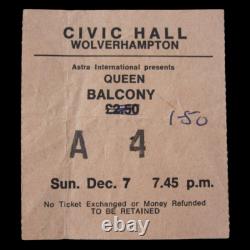 CIVIC HALL
WOLVERHAMPTON
Astra International presents
QUEEN
BALCONY
£2.50
1-50
A 4
Sun. Dec. 7 7.45 p.m.
No Ticket Exchanged or Money Refunded
TO BE RETAINED
ebay